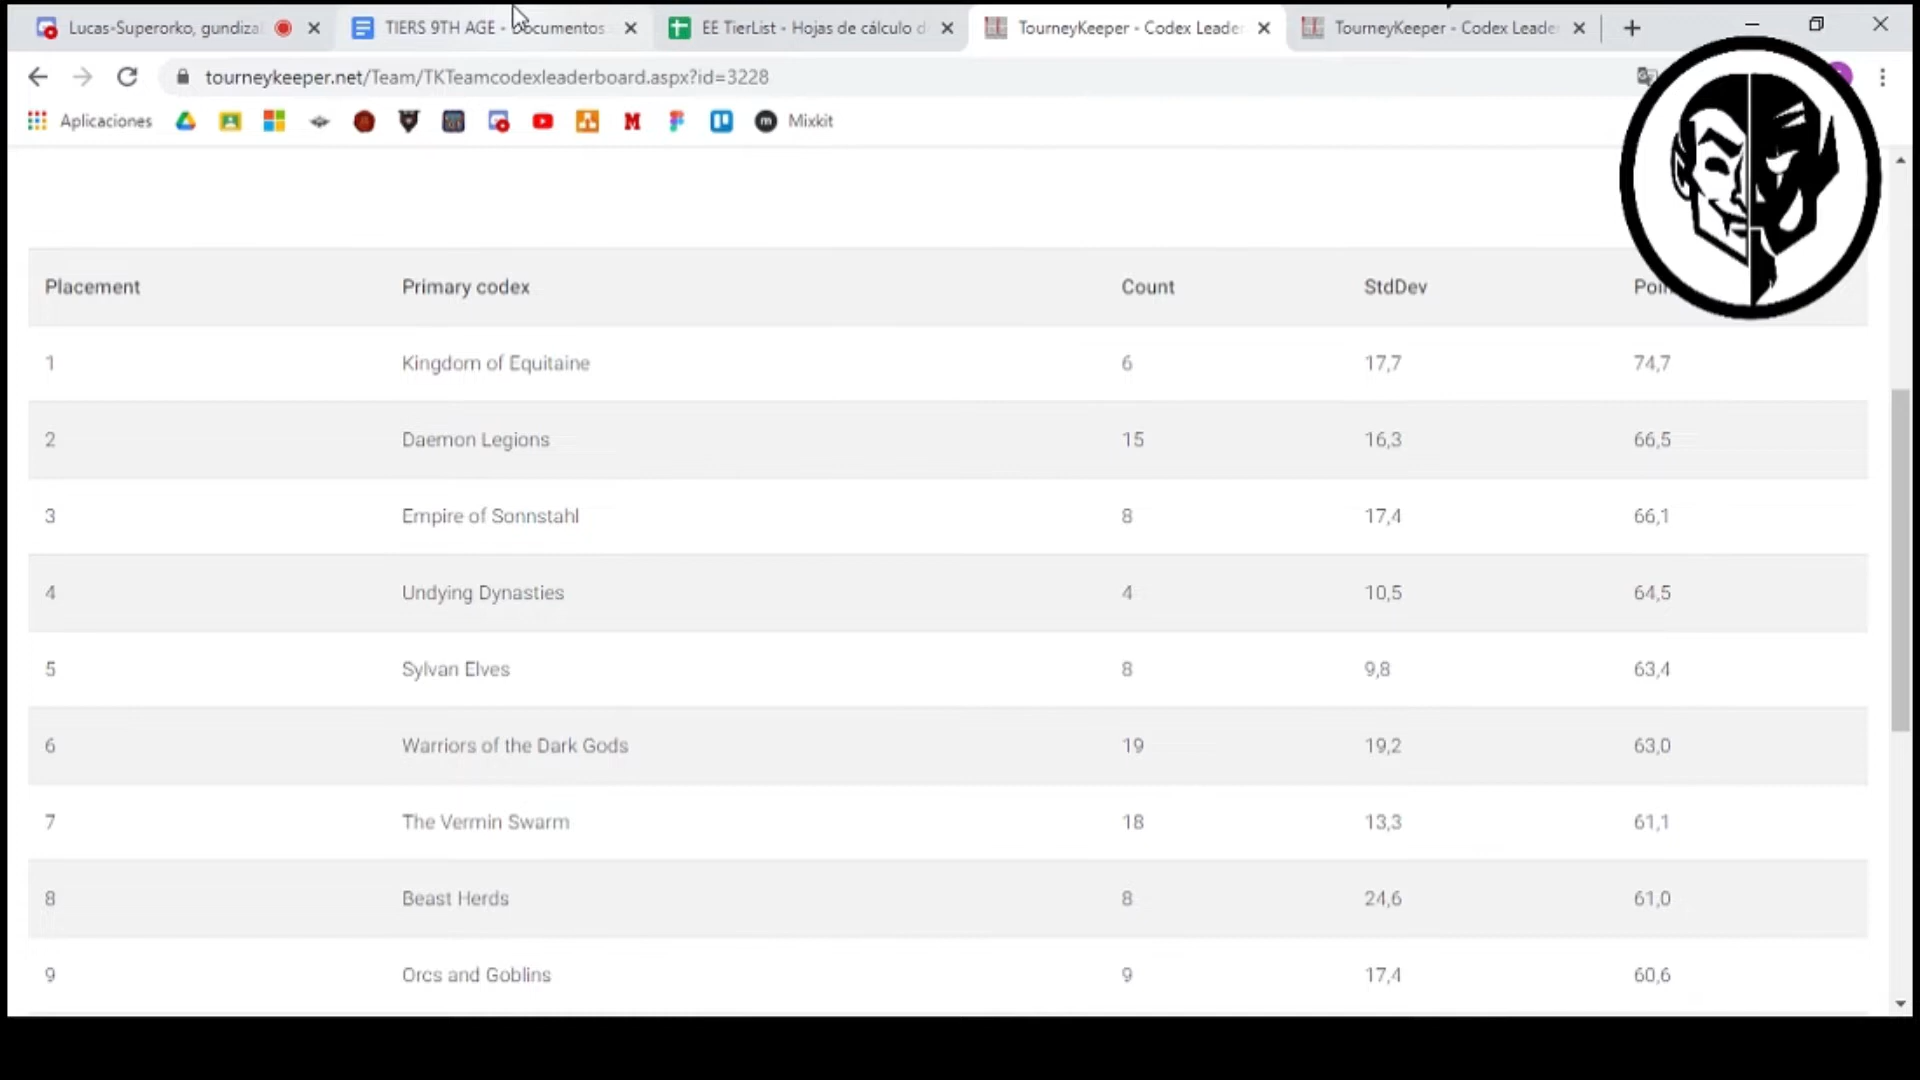 Lucas-Superorko, gundiza
TIERS 9TH AGE - Documentos
EE TierList - Hojas de cálculo d
TourneyKeeper - Codex Leader
TourneyKeeper - Codex Leader
tourneykeeper.net/Team/TKTeamcodexleaderboard.aspx?id=3228
Aplicaciones
Mixkit
Placement Primary codex Count StdDev Poin
1 Kingdom of Equitaine 6 17,7 74,7
2 Daemon Legions 15 16,3 66,5
3 Empire of Sonnstahl 8 17,4 66,1
4 Undying Dynasties 4 10,5 64,5
5 Sylvan Elves 8 9,8 63,4
6 Warriors of the Dark Gods 19 19,2 63,0
7 The Vermin Swarm 18 13,3 61,1
8 Beast Herds 8 24,6 61,0
9 Orcs and Goblins 9 17,4 60,6